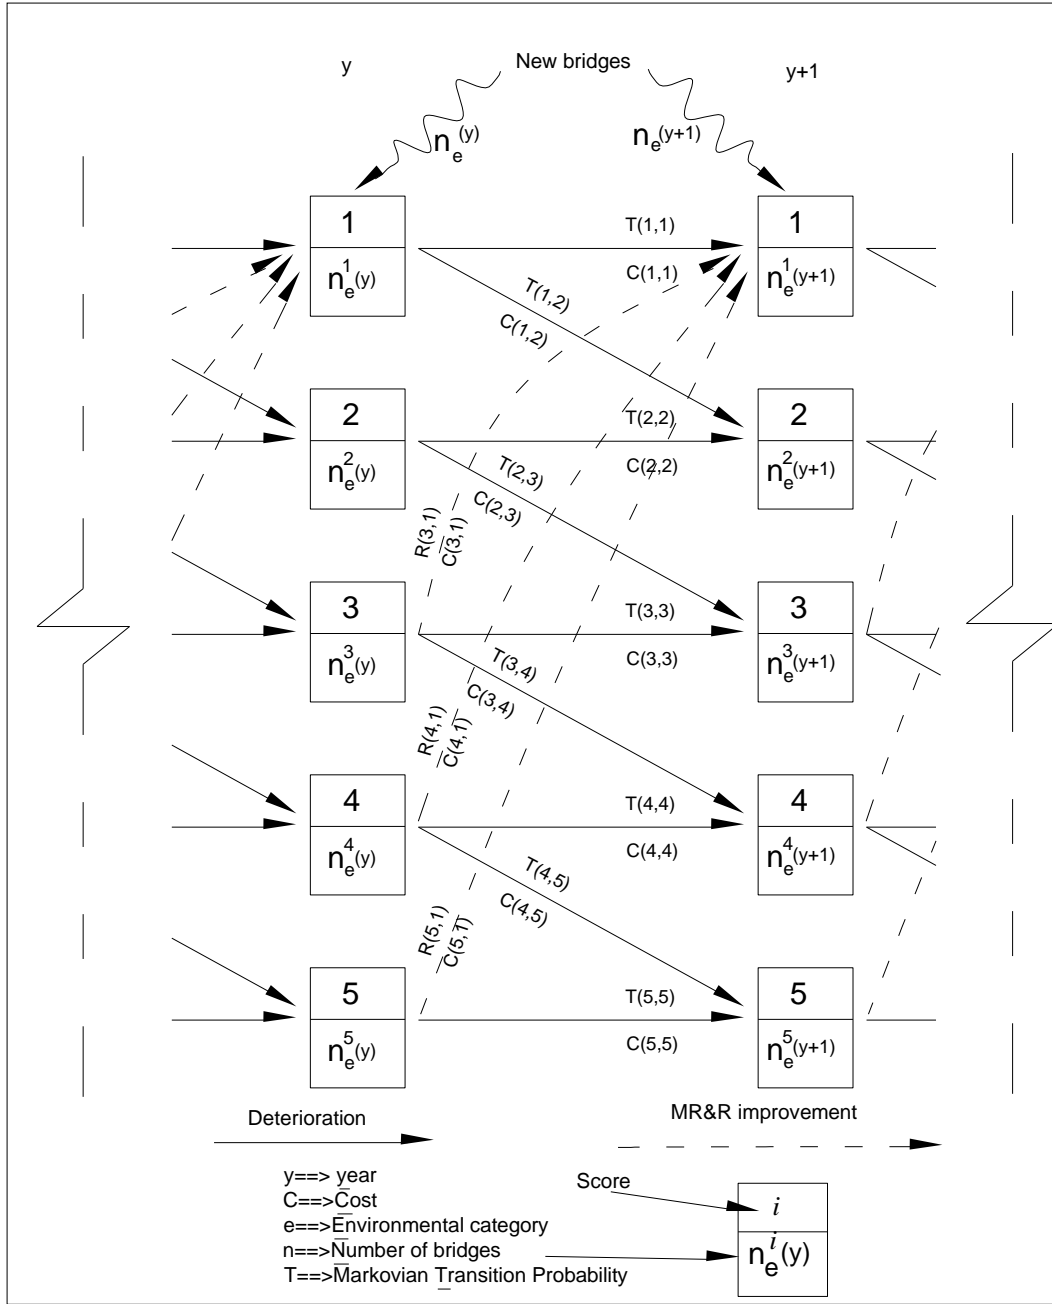 y New bridges y+1
n_e(y) n_e(y+1)
1 T(1,1) 1
n_e^1(y) C(1,1) n_e^1(y+1)
T(1,2)
C(1,2)
2 T(2,2) 2
n_e^2(y) C(2,2) n_e^2(y+1)
T(2,3)
C(2,3)
R(3,1)
C(3,1)
3 T(3,3) 3
n_e^3(y) C(3,3) n_e^3(y+1)
T(3,4)
C(3,4)
R(4,1)
C(4,1)
4 T(4,4) 4
n_e^4(y) C(4,4) n_e^4(y+1)
T(4,5)
C(4,5)
R(5,1)
C(5,1)
5 T(5,5) 5
n_e^5(y) C(5,5) n_e^5(y+1)
Deterioration MR&R improvement
y==> year
C==>Cost
e==>Environmental category
n==>Number of bridges
T==>Markovian Transition Probability
Score
i
n_e^i(y)